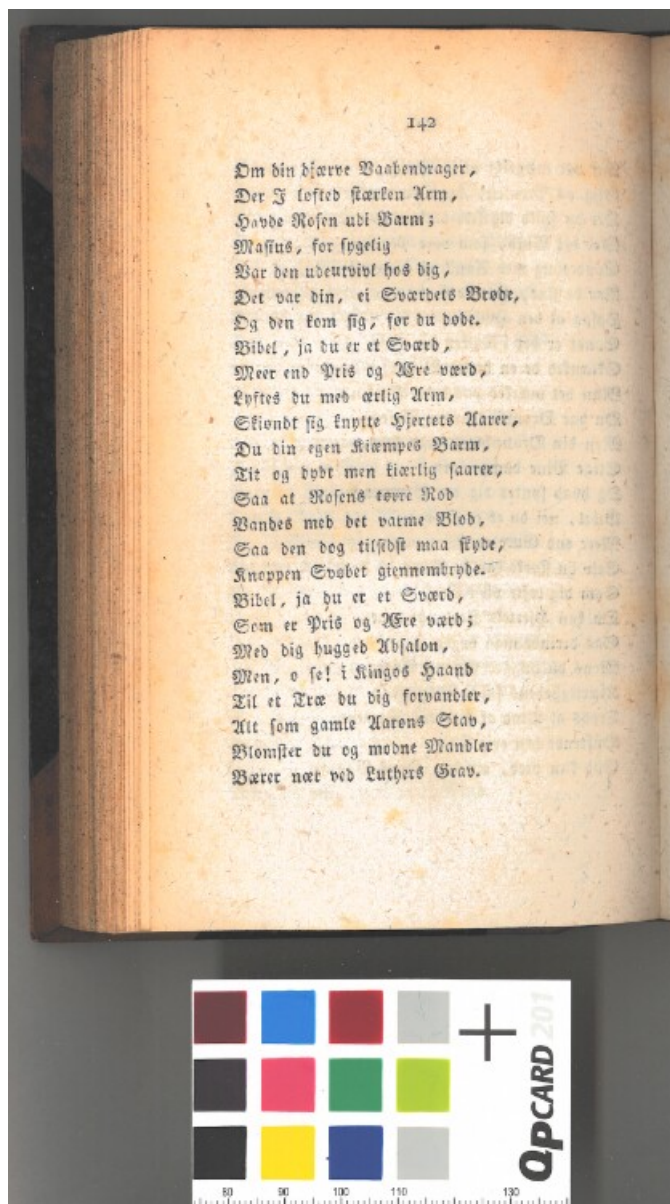 142
Om din djærve Vaabendrager,
Der I lofted stærken Arm,
Havde Rosen udi Barm;
Masius, for sygelig
Var den udeutvivl hos dig,
Det var din, ei Sværdets Brøde,
Og den kom sig, før du døde.
Bibel, ja du er et Sværd,
Meer end Pris og Ære værd,
Lyftes du med ærlig Arm,
Skiøndt sig knytte Hjertets Aarer,
Du din egen Kiæmpes Barm,
Tit og dybt men kiærlig saarer,
Saa at Rosens tørre Rod
Vandes med det varme Blod,
Saa den dog tilsidst maa skyde,
Knoppen Svøbet giennembryde.
Bibel, ja du er et Sværd,
Som er Pris og Ære værd;
Med dig hugged Absalon,
Men, o se! i Kingos Haand
Til et Træ du dig forvandler,
Alt som gamle Aarons Stav,
Blomster du og modne Mandler
Bærer nær ved Luthers Grav.
QPCARD 201
80 90 100 110 130